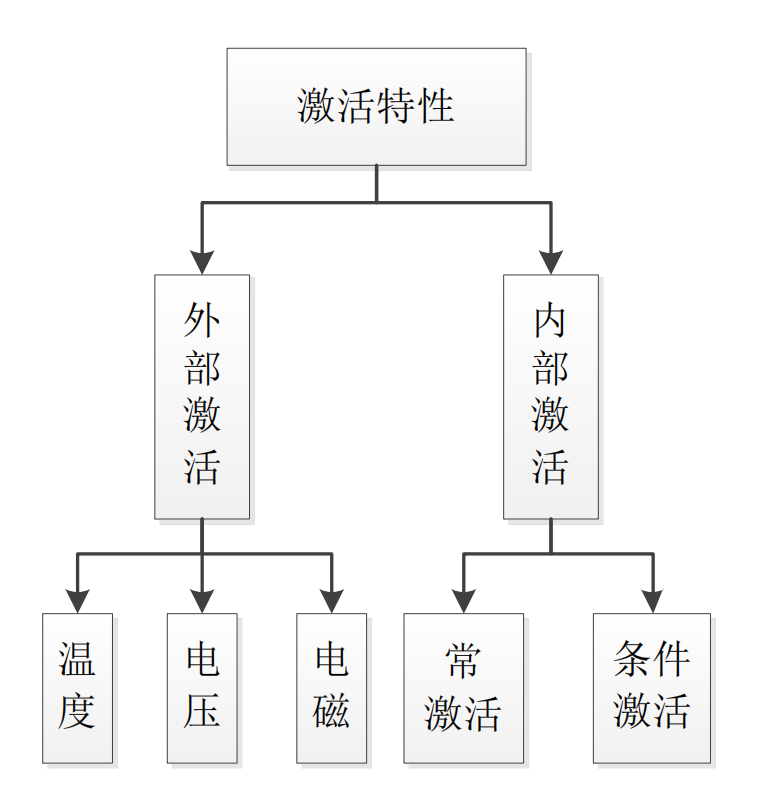 激活特性
外
部
激
活
内
部
激
活
温
度
电
压
电
磁
常
激活
条件
激活